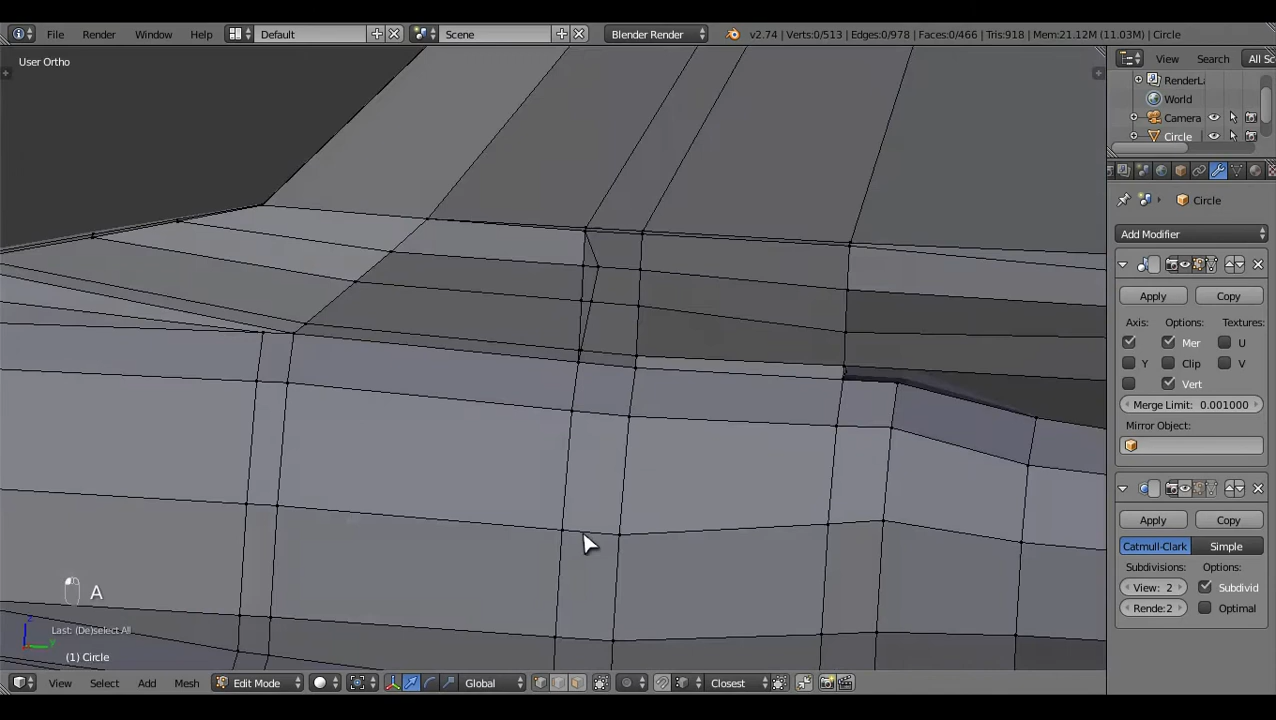 File Render Window Help Default Scene Blender Render v2.74 | Verts:0/513 | Edges:0/978 | Faces:0/466 | Tris:918 | Mem:21.12M (11.03M) | Circle
User Ortho
View Search All Sc
RenderLa
World
Camera
Circle
Circle
Add Modifier
Apply Copy
Axis: Options: Textures:
Mer U
Y Clip V
Vert
Merge Limit: 0.001000
Mirror Object:
Apply Copy
Catmull-Clark Simple
Subdivisions: Options:
View: 2 Subdivid
Rende:2 Optimal
A
Last: (De)select All
z
y
(1) Circle
View Select Add Mesh Edit Mode Global Closest